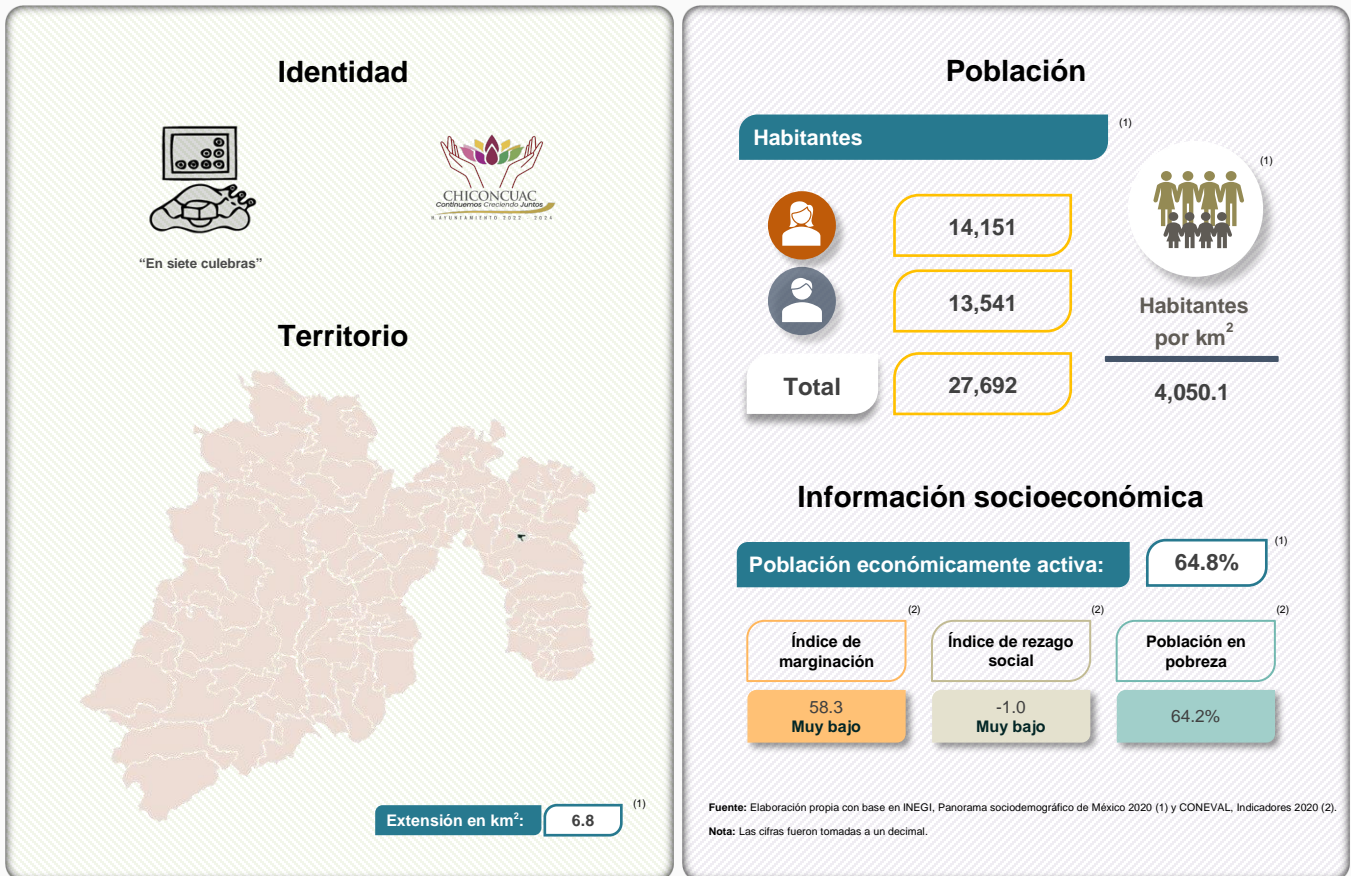 Identidad
CHICONCUAC
Continuemos Creciendo Juntos
H. AYUNTAMIENTO 2022 - 2024
“En siete culebras”
Territorio
Extensión en km²: 6.8 (1)
Población
Habitantes (1)
14,151
13,541
Total 27,692
(1)
Habitantes
por km²
4,050.1
Información socioeconómica
Población económicamente activa: 64.8% (1)
(2) (2) (2)
Índice de
marginación
58.3
Muy bajo
Índice de rezago
social
-1.0
Muy bajo
Población en
pobreza
64.2%
Fuente: Elaboración propia con base en INEGI, Panorama sociodemográfico de México 2020 (1) y CONEVAL, Indicadores 2020 (2).
Nota: Las cifras fueron tomadas a un decimal.